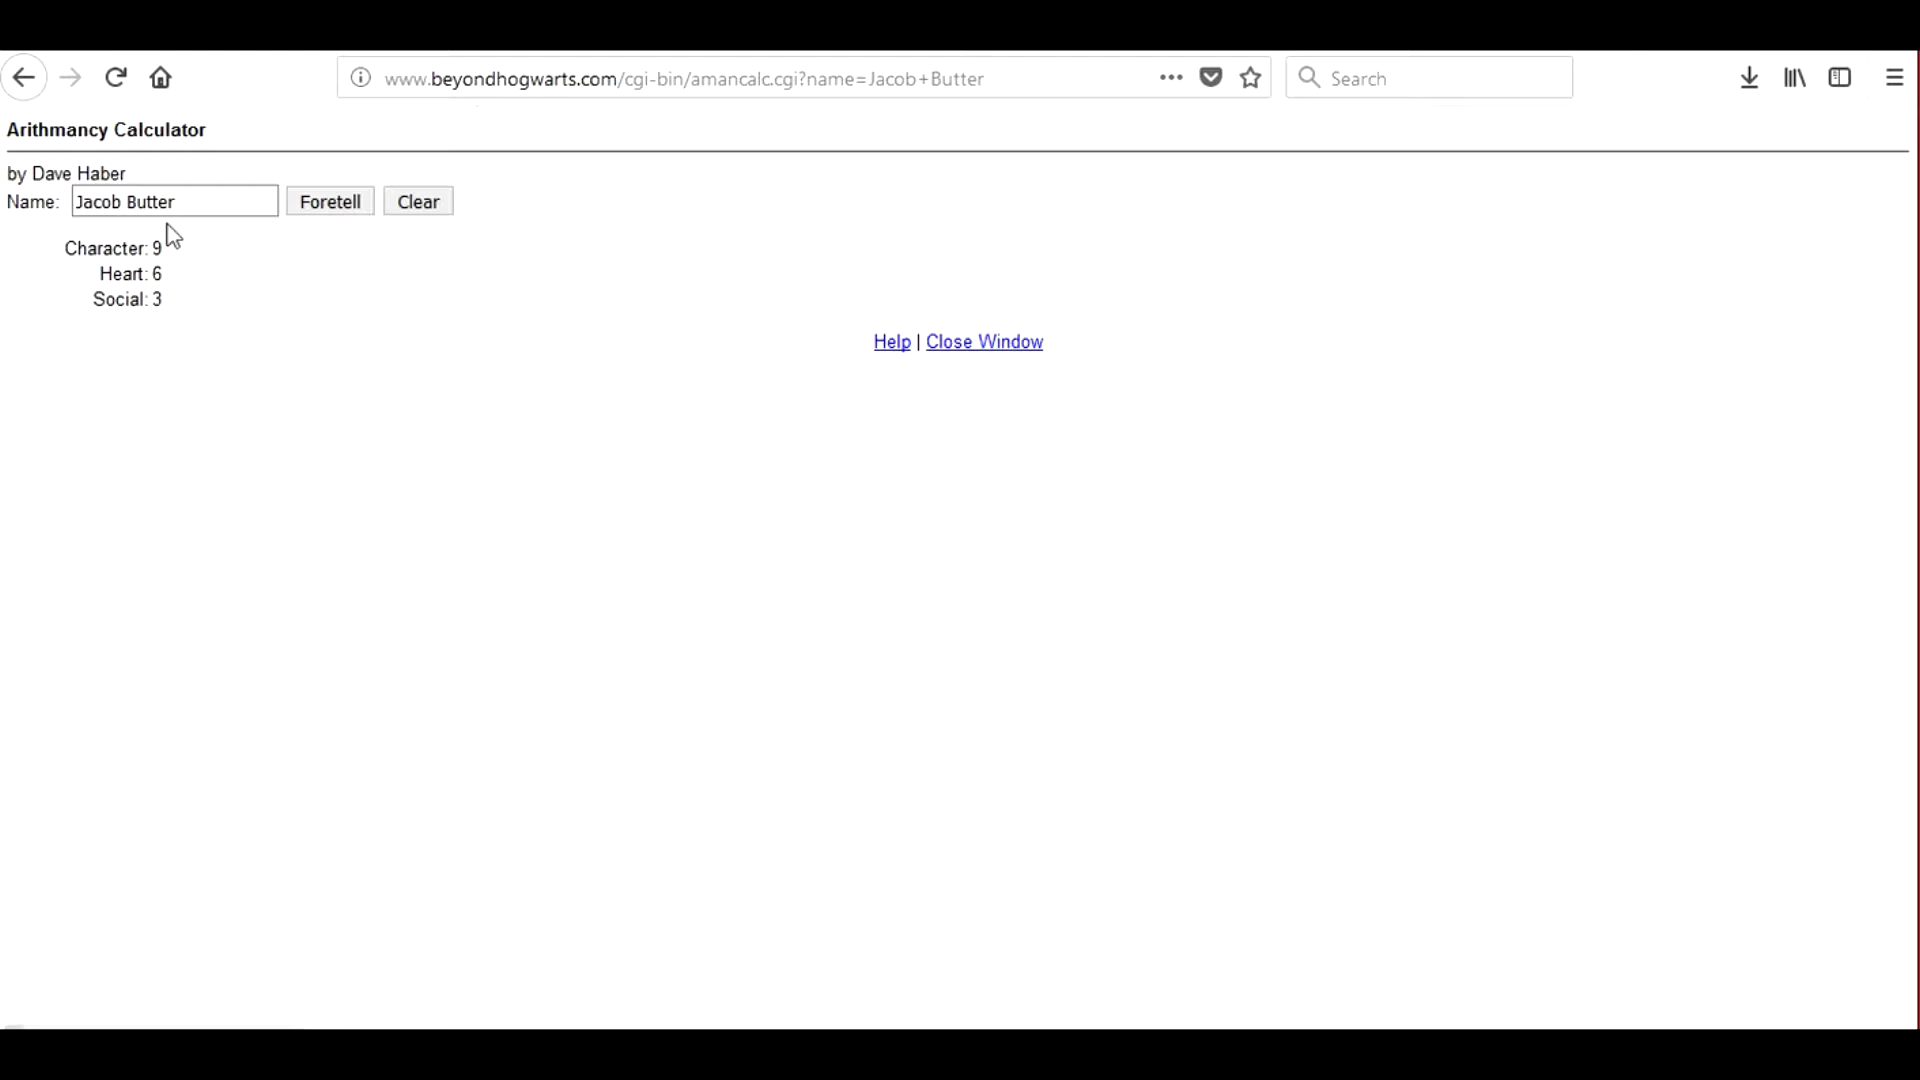 www.beyondhogwarts.com/cgi-bin/amancalc.cgi?name=Jacob+Butter
Search
Arithmancy Calculator
by Dave Haber
Name: Jacob Butter Foretell Clear
Character: 9
Heart: 6
Social: 3
Help | Close Window